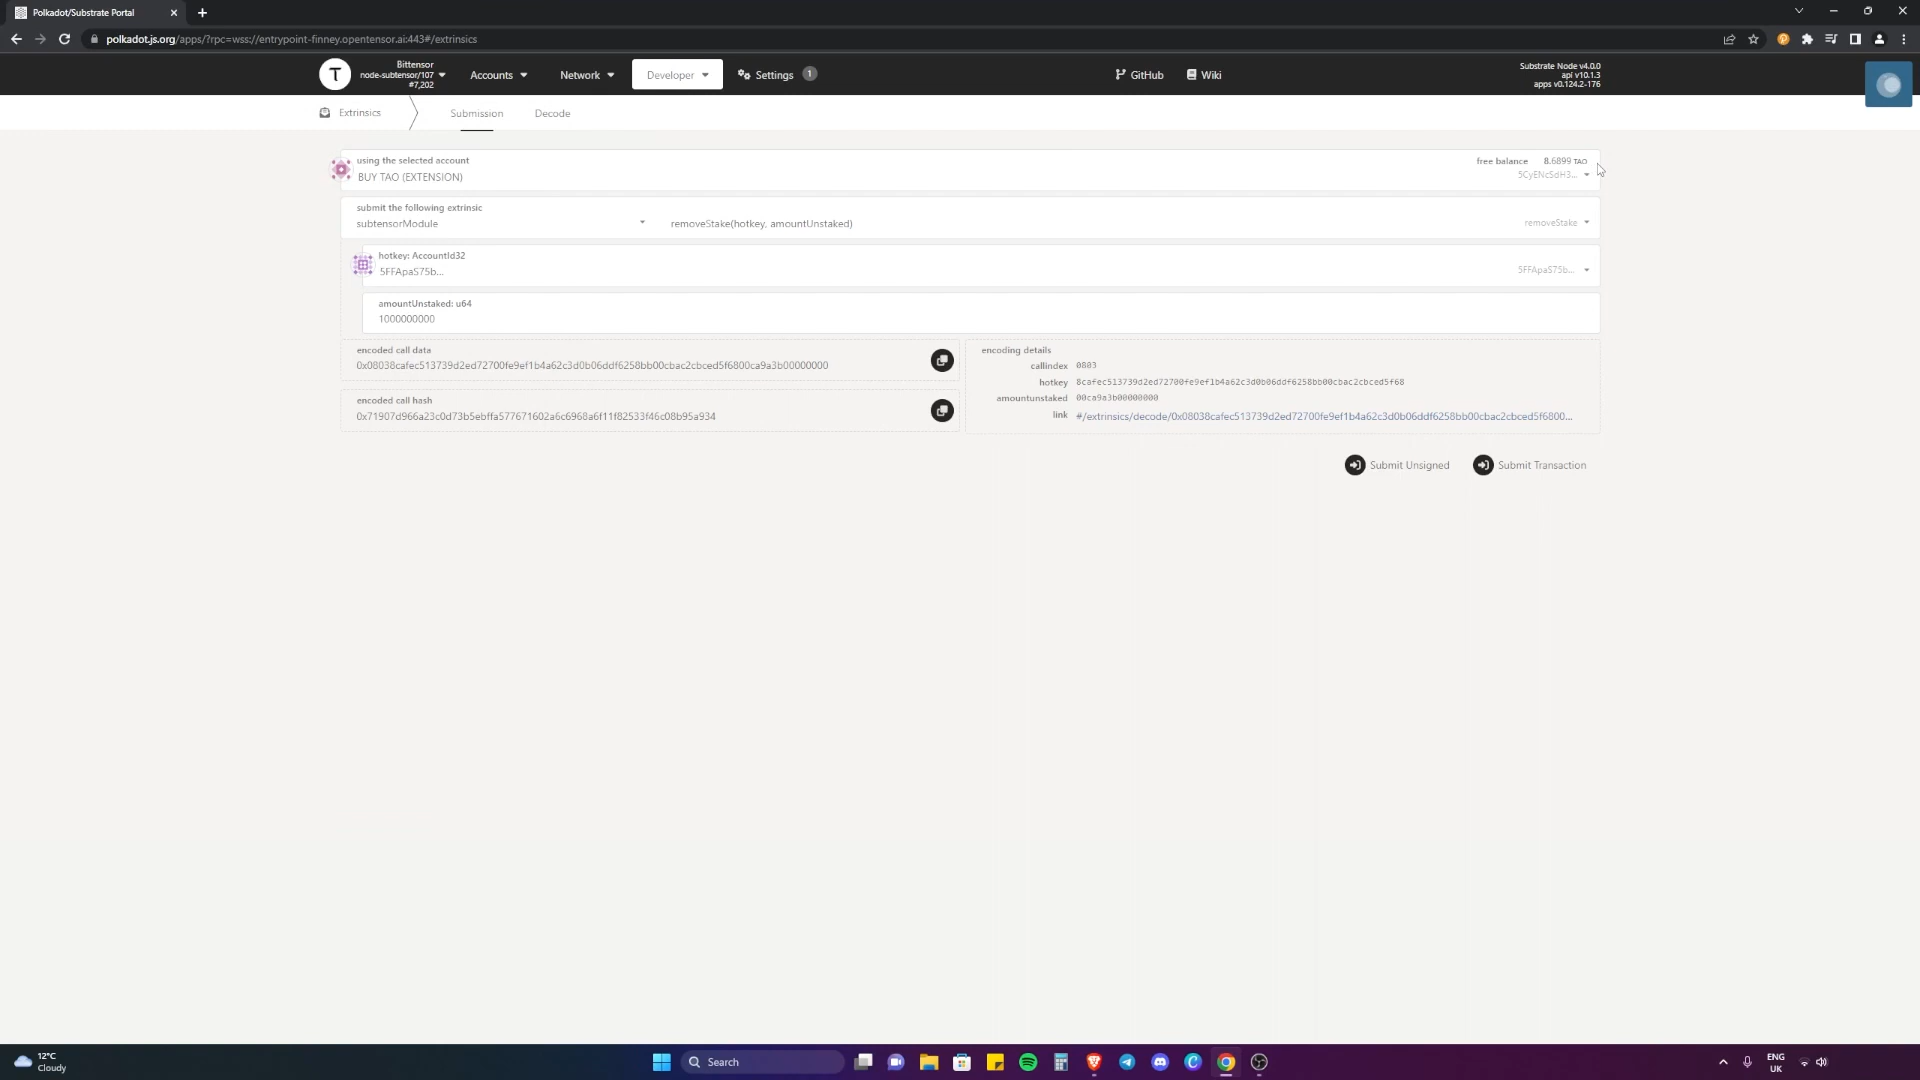 Polkadot/Substrate Portal
polkadot.js.org/apps/?rpc=wss://entrypoint-finney.opentensor.ai:443#/extrinsics
T
Bittensor
node-subtensor/107
#7,202
Accounts
Network
Developer
Settings
1
GitHub
Wiki
Substrate Node v4.0.0
api v10.1.3
apps v0.124.2-176
Extrinsics
Submission
Decode
using the selected account
BUY TAO (EXTENSION)
free balance 8.6899 TAO
5CyENcSdH3...
submit the following extrinsic
subtensorModule
removeStake(hotkey, amountUnstaked)
removeStake
hotkey: AccountId32
5FFApaS75b...
5FFApaS75b...
amountUnstaked: u64
1000000000
encoded call data
0x08038cafec513739d2ed72700fe9ef1b4a62c3d0b06ddf6258bb00cbac2cbced5f6800ca9a3b00000000
encoded call hash
0x71907d966a23c0d73b5ebffa577671602a6c6968a6f11f82533f46c08b95a934
encoding details
callindex 0803
hotkey 8cafec513739d2ed72700fe9ef1b4a62c3d0b06ddf6258bb00cbac2cbced5f68
amountunstaked 00ca9a3b00000000
link #/extrinsics/decode/0x08038cafec513739d2ed72700fe9ef1b4a62c3d0b06ddf6258bb00cbac2cbced5f6800...
Submit Unsigned
Submit Transaction
12°C
Cloudy
Search
ENG
UK